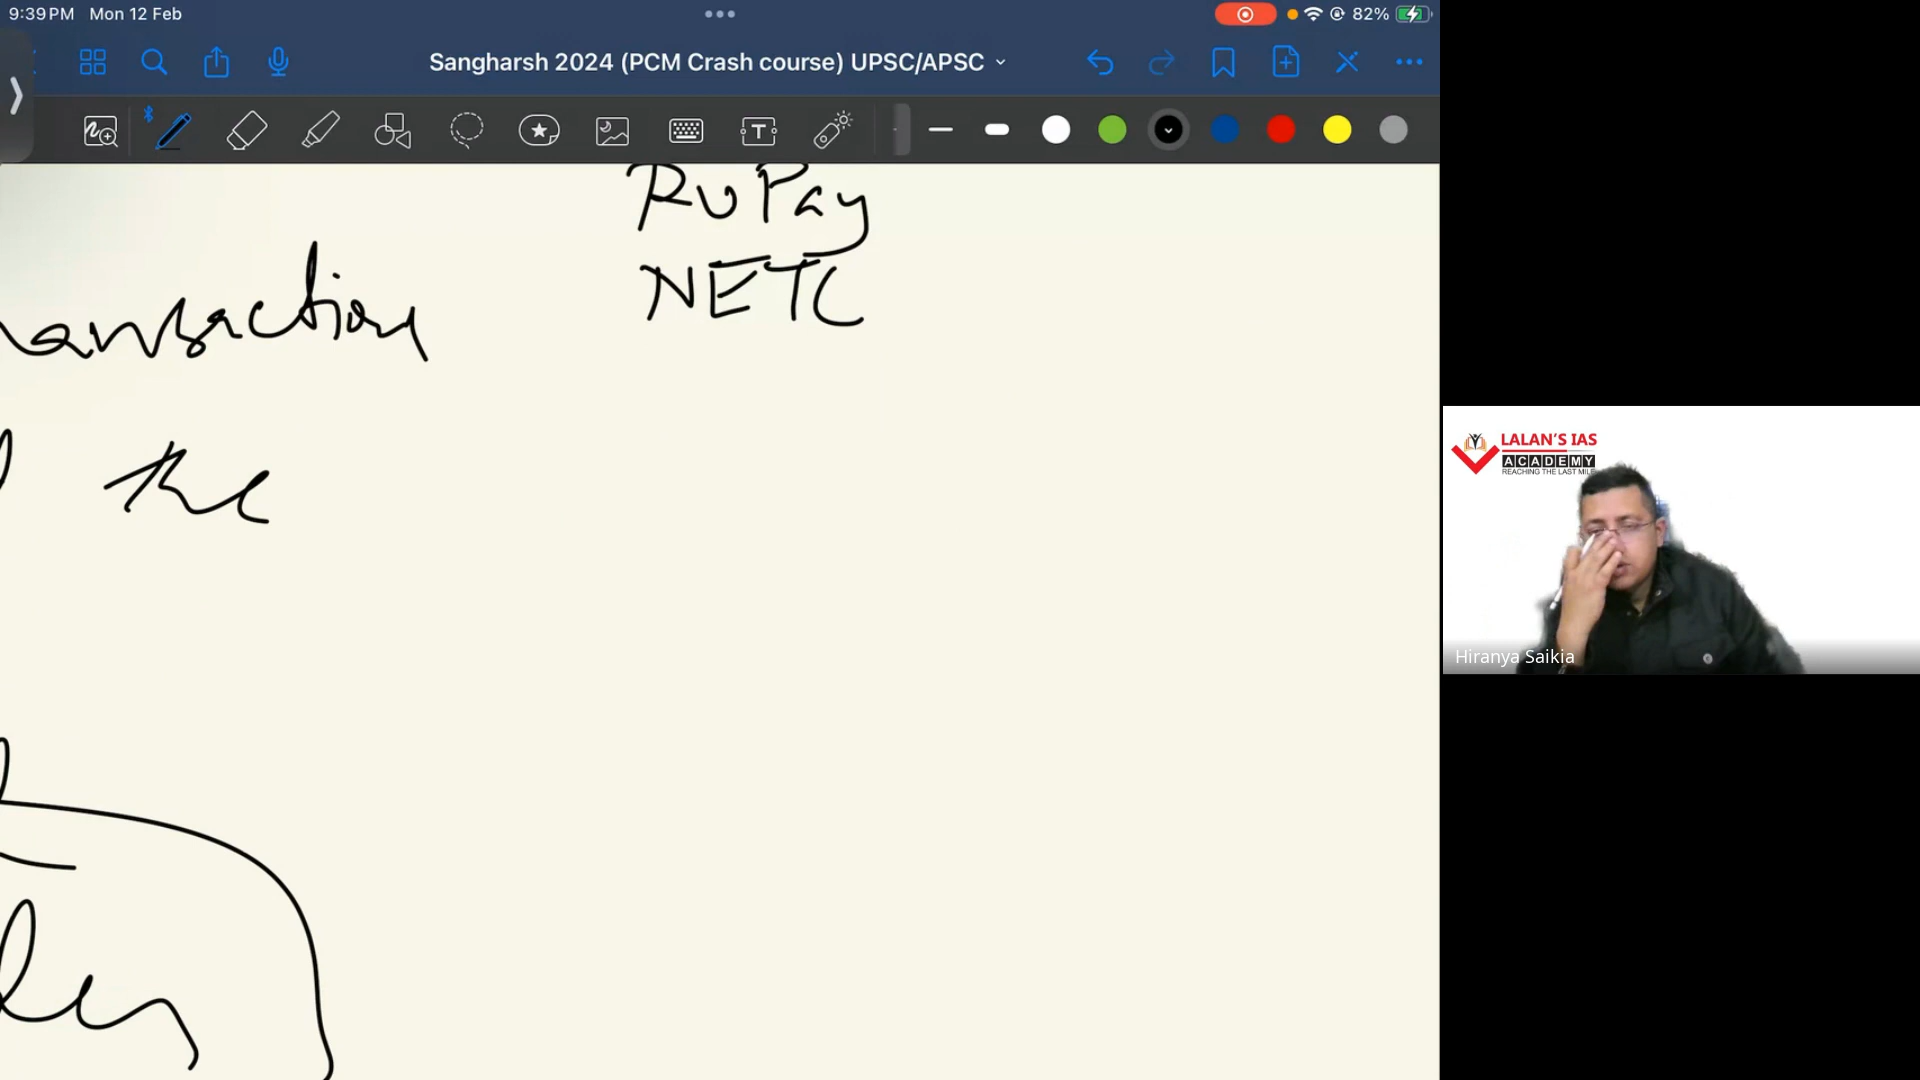 9:39 PM Mon 12 Feb
82%
Sangharsh 2024 (PCM Crash course) UPSC/APSC
T
RuPay
NETC
ransaction
the
LALAN'S IAS
ACADEMY
REACHING THE LAST MILE
Hiranya Saikia